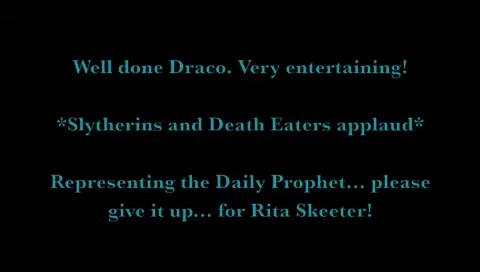 Well done Draco. Very entertaining!
*Slytherins and Death Eaters applaud*
Representing the Daily Prophet... please
give it up... for Rita Skeeter!